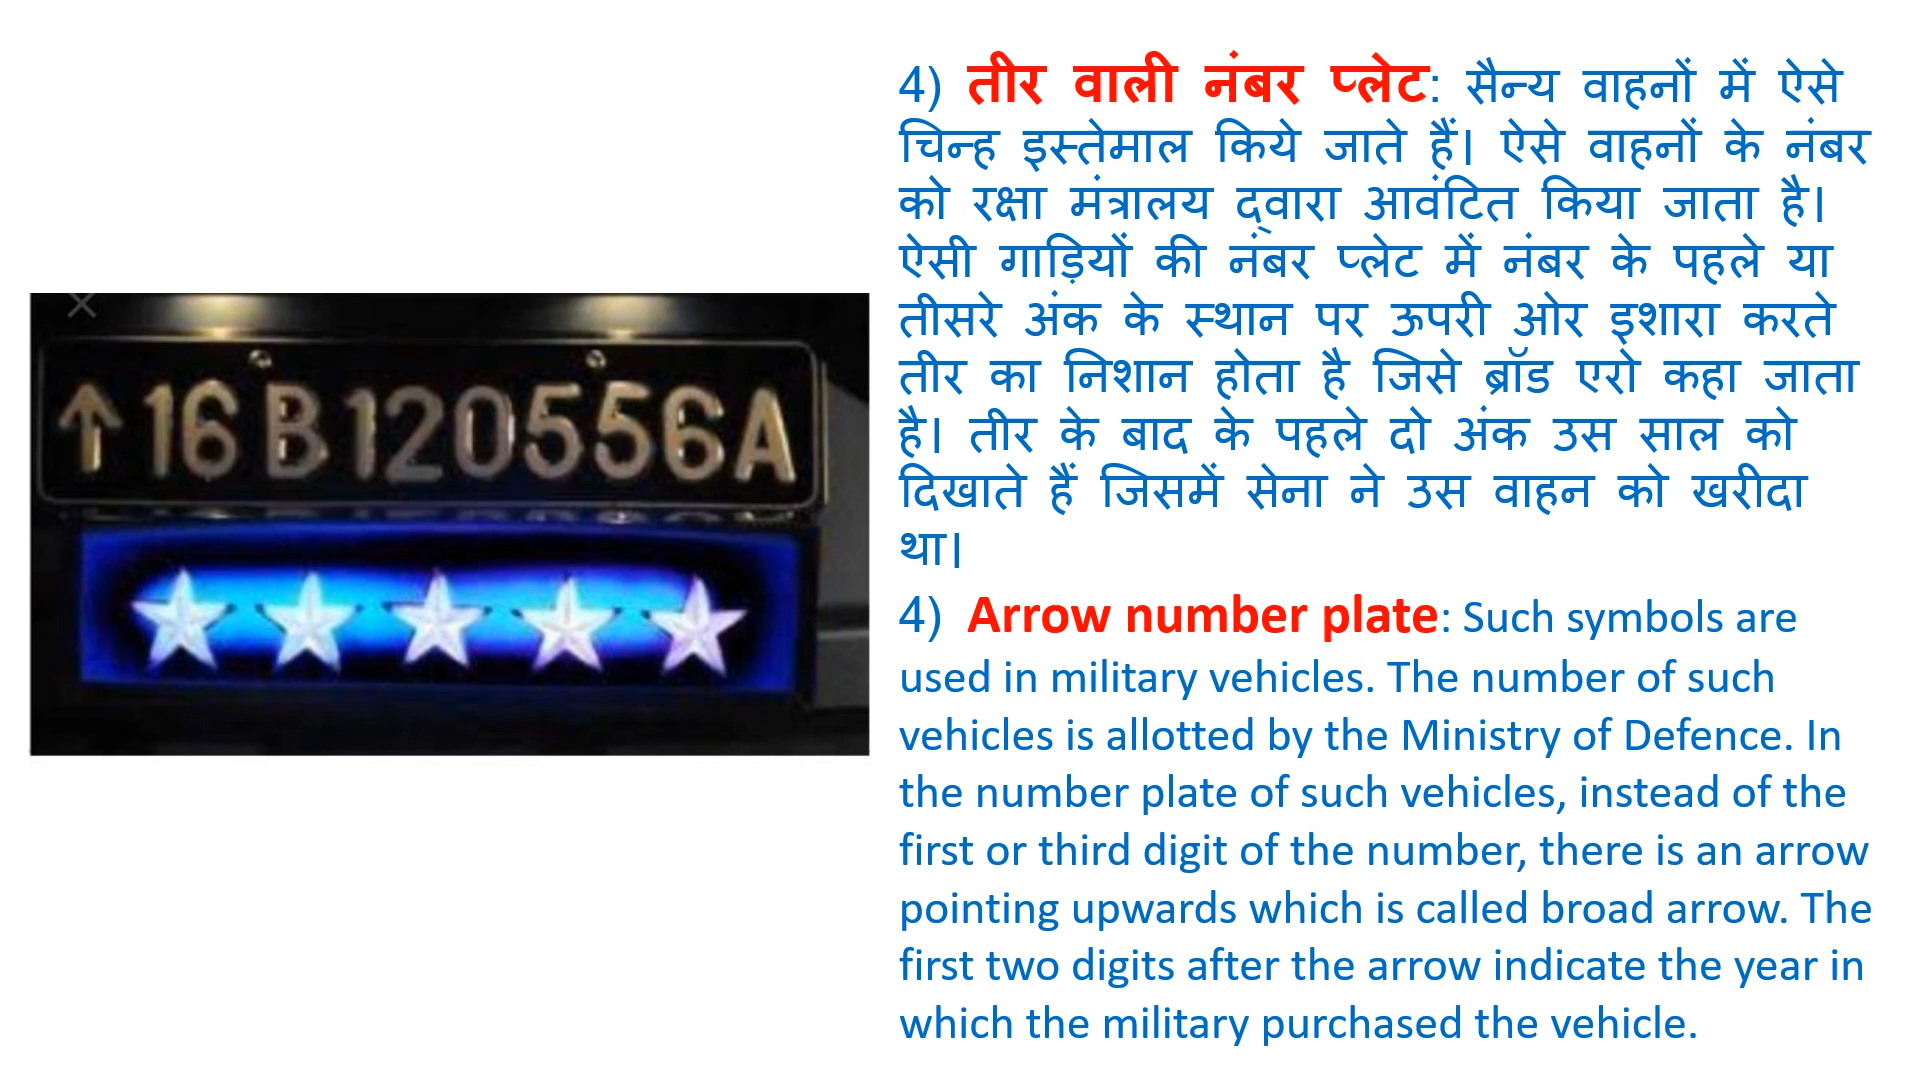 ↑16B120556A
4) तीर वाली नंबर प्लेट: सैन्य वाहनों में ऐसे
चिन्ह इस्तेमाल किये जाते हैं। ऐसे वाहनों के नंबर
को रक्षा मंत्रालय द्वारा आवंटित किया जाता है।
ऐसी गाड़ियों की नंबर प्लेट में नंबर के पहले या
तीसरे अंक के स्थान पर ऊपरी ओर इशारा करते
तीर का निशान होता है जिसे ब्रॉड एरो कहा जाता
है। तीर के बाद के पहले दो अंक उस साल को
दिखाते हैं जिसमें सेना ने उस वाहन को खरीदा
था।
4) Arrow number plate: Such symbols are
used in military vehicles. The number of such
vehicles is allotted by the Ministry of Defence. In
the number plate of such vehicles, instead of the
first or third digit of the number, there is an arrow
pointing upwards which is called broad arrow. The
first two digits after the arrow indicate the year in
which the military purchased the vehicle.